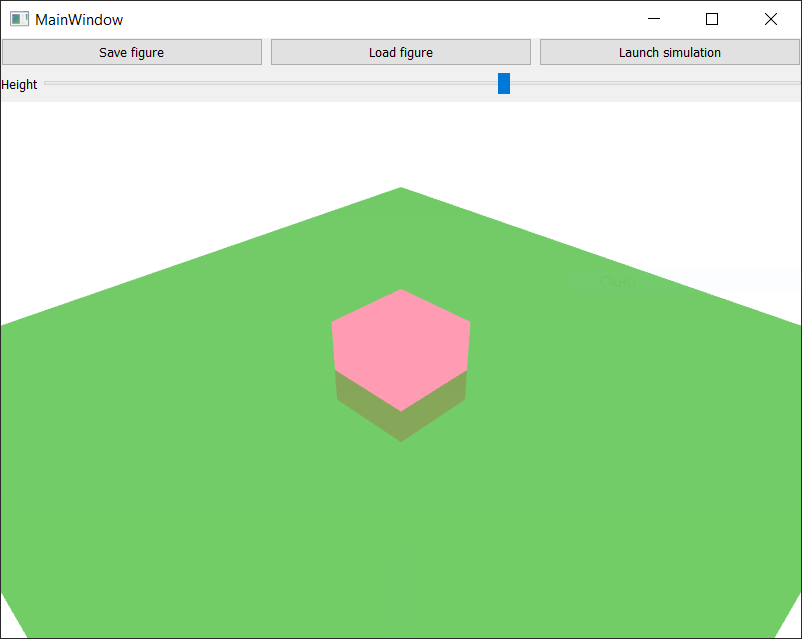 MainWindow
Save figure
Load figure
Launch simulation
Height